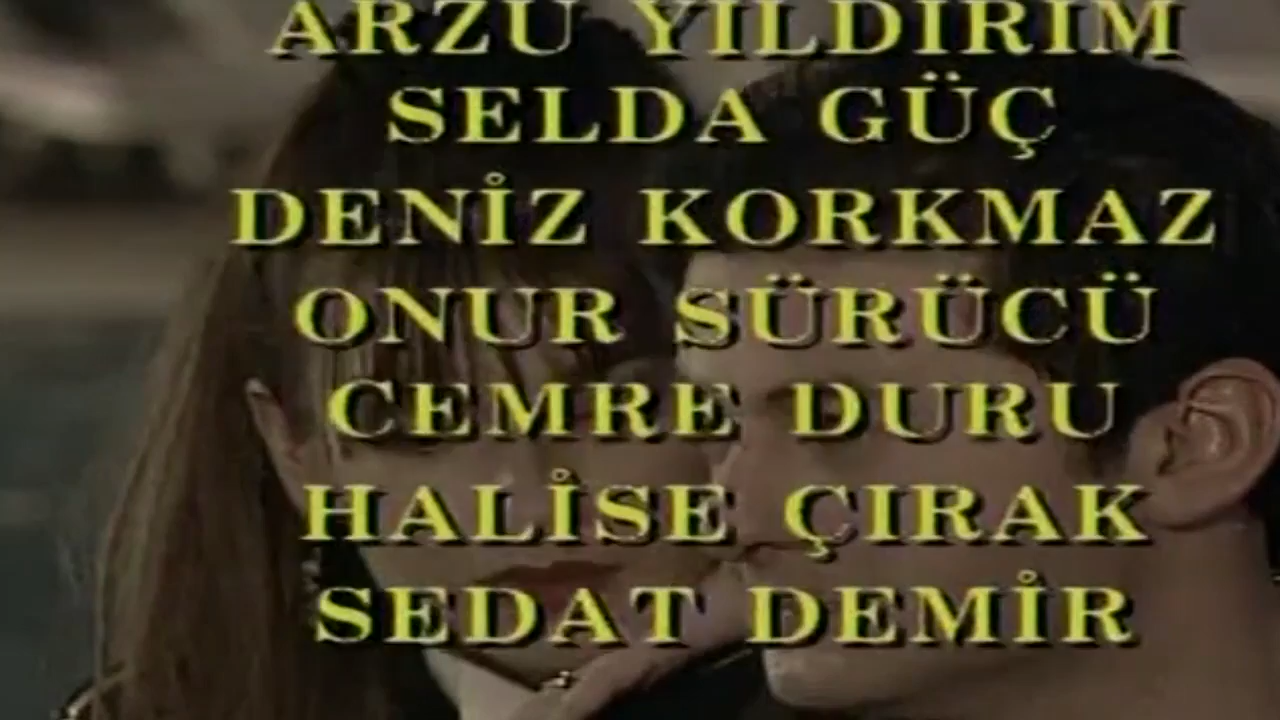 ARZU YILDIRIM
SELDA GÜÇ
DENİZ KORKMAZ
ONUR SÜRÜCÜ
CEMRE DURU
HALİSE ÇIRAK
SEDAT DEMİR